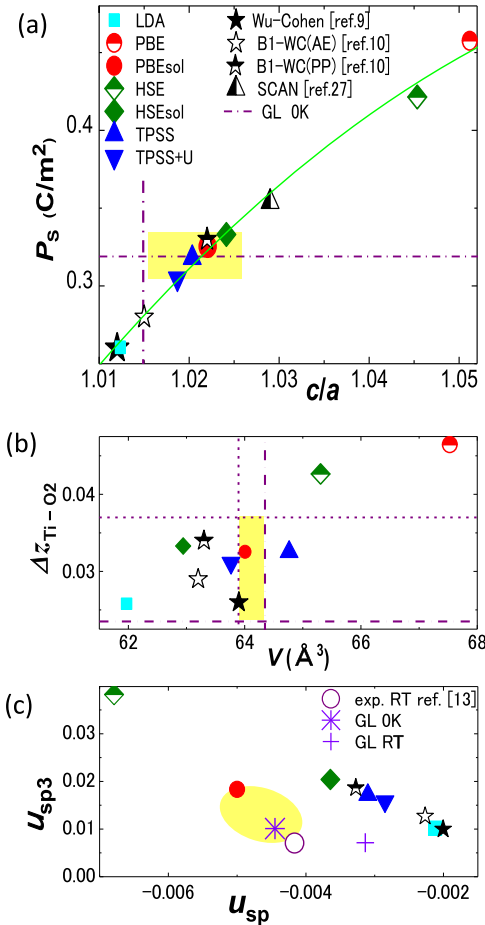 (a)
LDA
PBE
PBEsol
HSE
HSEsol
TPSS
TPSS+U
Wu-Cohen [ref.9]
B1-WC(AE) [ref.10]
B1-WC(PP) [ref.10]
SCAN [ref.27]
GL 0K
P_S (C/m²)
0.4
0.3
1.01 1.02 1.03 1.04 1.05
c/a
(b)
Δz_Ti-O2
0.04
0.03
62 64 66 68
V(Å³)
(c)
exp. RT ref. [13]
GL 0K
GL RT
u_sp3
0.03
0.02
0.01
0.00
−0.006 −0.004 −0.002
u_sp